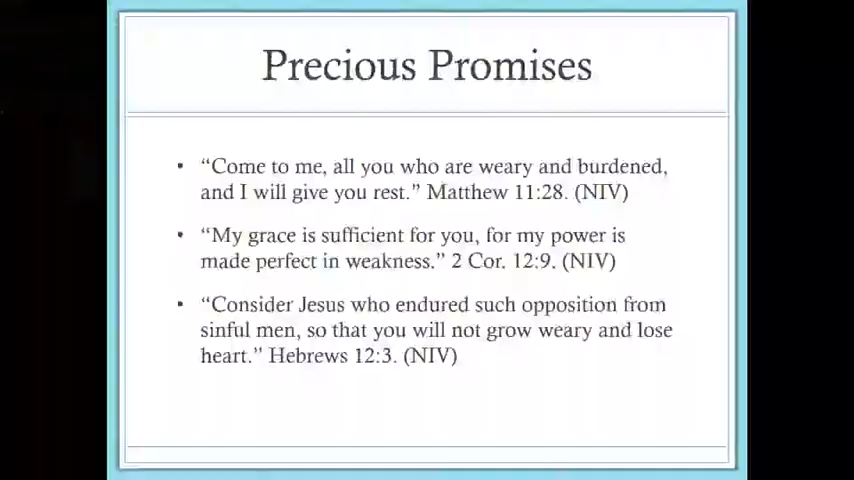 Precious Promises
• “Come to me, all you who are weary and burdened,
and I will give you rest.” Matthew 11:28. (NIV)
• “My grace is sufficient for you, for my power is
made perfect in weakness.” 2 Cor. 12:9. (NIV)
• “Consider Jesus who endured such opposition from
sinful men, so that you will not grow weary and lose
heart.” Hebrews 12:3. (NIV)